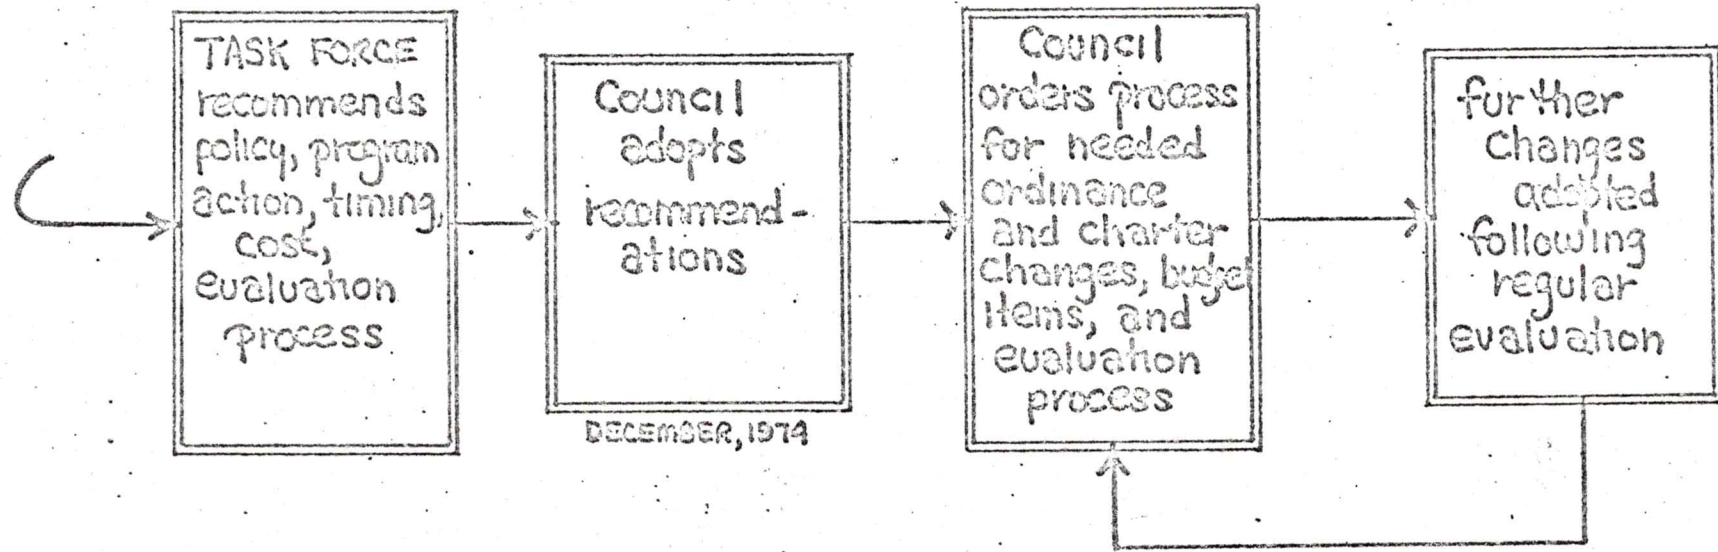 TASK FORCE
recommends
policy, program
action, timing,
cost,
evaluation
process
Council
adopts
recommend-
ations
DECEMBER, 1974
Council
orders process
for needed
ordinance
and charter
changes, budget
items, and
evaluation
process
further
changes
adopted
following
regular
evaluation